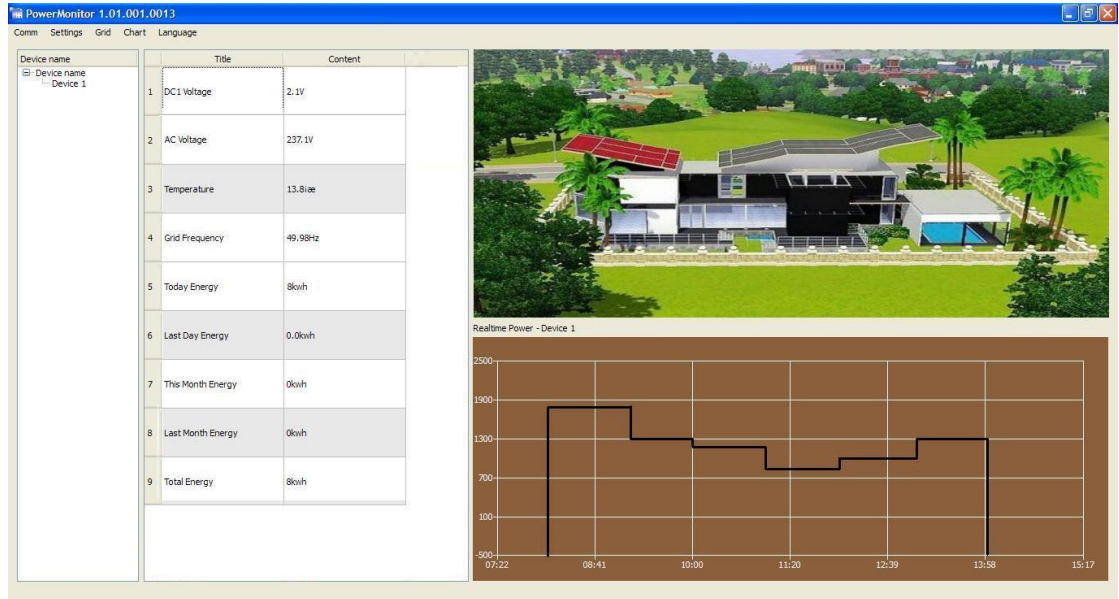 PowerMonitor 1.01.001.0013
Comm Settings Grid Chart Language
Device name
Device name
Device 1
Title Content
1 DC1 Voltage 2.1V
2 AC Voltage 237.1V
3 Temperature 13.8iæ
4 Grid Frequency 49.98Hz
5 Today Energy 8kwh
6 Last Day Energy 0.0kwh
7 This Month Energy 0kwh
8 Last Month Energy 0kwh
9 Total Energy 8kwh
Realtime Power - Device 1
2500
1900
1300
700
100
-500
07:22 08:41 10:00 11:20 12:39 13:58 15:17